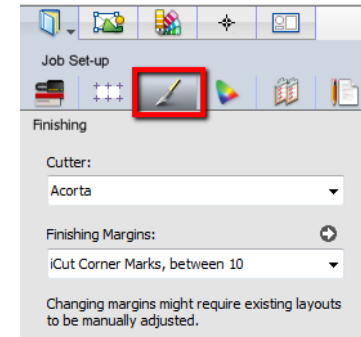 Job Set-up
Finishing
Cutter:
Acorta
Finishing Margins:
iCut Corner Marks, between 10
Changing margins might require existing layouts
to be manually adjusted.